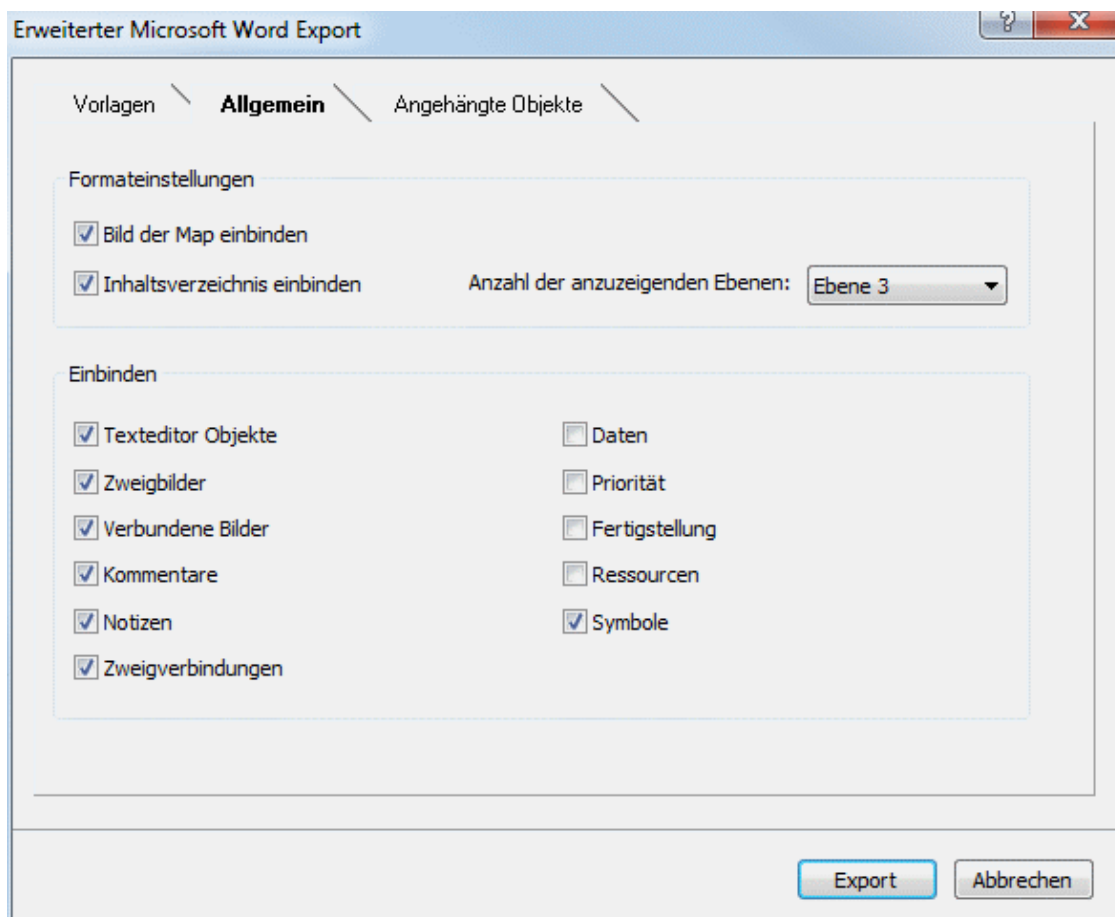 Erweiterter Microsoft Word Export
Vorlagen Allgemein Angehängte Objekte
Formateinstellungen
Bild der Map einbinden
Inhaltsverzeichnis einbinden Anzahl der anzuzeigenden Ebenen: Ebene 3
Einbinden
Texteditor Objekte Daten
Zweigbilder Priorität
Verbundene Bilder Fertigstellung
Kommentare Ressourcen
Notizen Symbole
Zweigverbindungen
Export Abbrechen